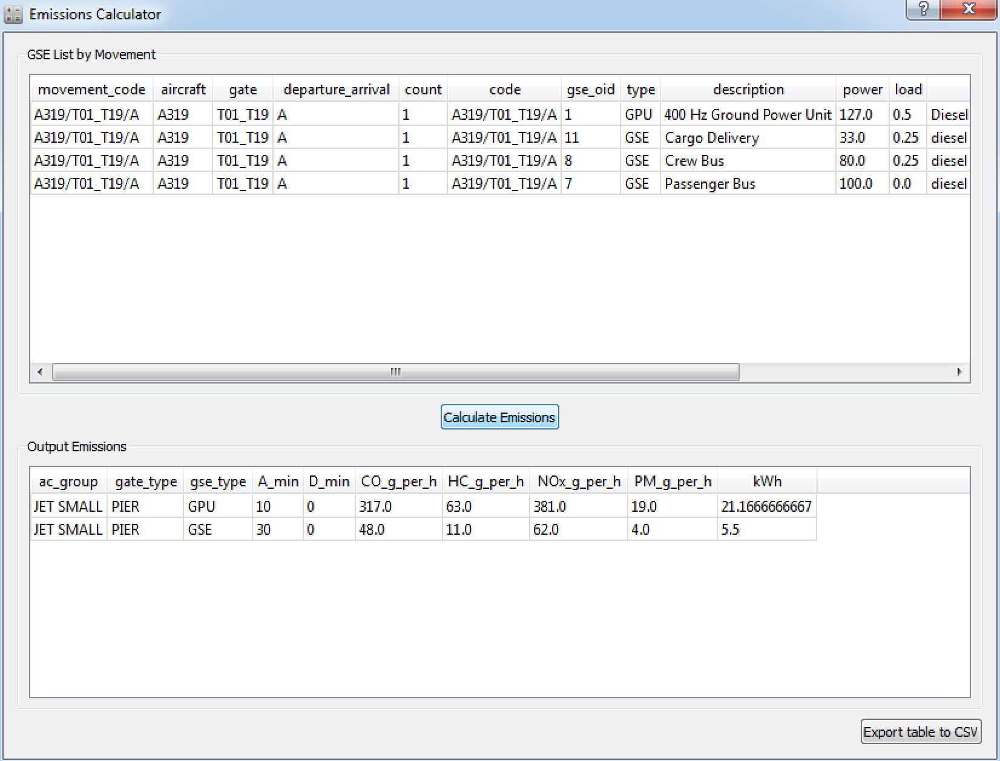 Emissions Calculator
GSE List by Movement
movement_code aircraft gate departure_arrival count code gse_oid type description power load
A319/T01_T19/A A319 T01_T19 A 1 A319/T01_T19/A 1 GPU 400 Hz Ground Power Unit 127.0 0.5 Diesel
A319/T01_T19/A A319 T01_T19 A 1 A319/T01_T19/A 11 GSE Cargo Delivery 33.0 0.25 diesel
A319/T01_T19/A A319 T01_T19 A 1 A319/T01_T19/A 8 GSE Crew Bus 80.0 0.25 diesel
A319/T01_T19/A A319 T01_T19 A 1 A319/T01_T19/A 7 GSE Passenger Bus 100.0 0.0 diesel
Calculate Emissions
Output Emissions
ac_group gate_type gse_type A_min D_min CO_g_per_h HC_g_per_h NOx_g_per_h PM_g_per_h kWh
JET SMALL PIER GPU 10 0 317.0 63.0 381.0 19.0 21.1666666667
JET SMALL PIER GSE 30 0 48.0 11.0 62.0 4.0 5.5
Export table to CSV